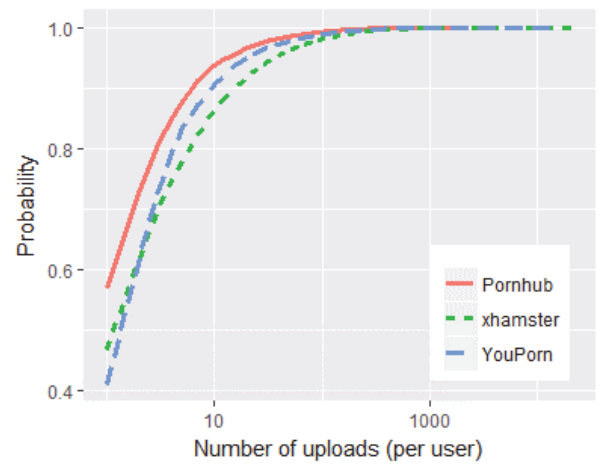 1.0
0.8
0.6
0.4
Probability
Pornhub
xhamster
YouPorn
10
1000
Number of uploads (per user)